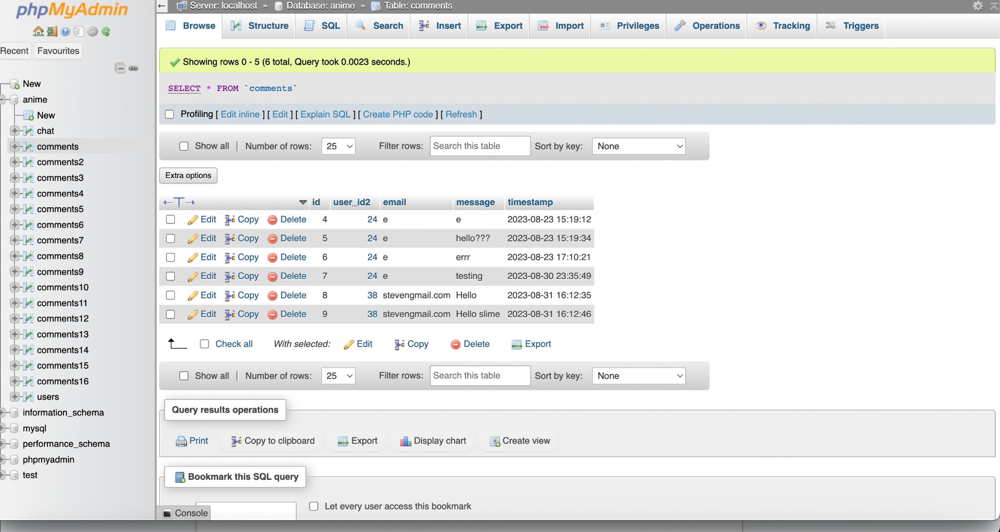 phpMyAdmin
Recent Favourites
New
anime
New
chat
comments
comments2
comments3
comments4
comments5
comments6
comments7
comments8
comments9
comments10
comments11
comments12
comments13
comments14
comments15
comments16
users
information_schema
mysql
performance_schema
phpmyadmin
test
Server: localhost » Database: anime » Table: comments
Browse Structure SQL Search Insert Export Import Privileges Operations Tracking Triggers
Showing rows 0 - 5 (6 total, Query took 0.0023 seconds.)
SELECT * FROM `comments`
Profiling [ Edit inline ] [ Edit ] [ Explain SQL ] [ Create PHP code ] [ Refresh ]
Show all | Number of rows: 25 Filter rows: Search this table Sort by key: None
Extra options
←T→ id user_id2 email message timestamp
Edit Copy Delete 4 24 e e 2023-08-23 15:19:12
Edit Copy Delete 5 24 e hello??? 2023-08-23 15:19:34
Edit Copy Delete 6 24 e errr 2023-08-23 17:10:21
Edit Copy Delete 7 24 e testing 2023-08-30 23:35:49
Edit Copy Delete 8 38 stevengmail.com Hello 2023-08-31 16:12:35
Edit Copy Delete 9 38 stevengmail.com Hello slime 2023-08-31 16:12:46
Check all With selected: Edit Copy Delete Export
Show all | Number of rows: 25 Filter rows: Search this table Sort by key: None
Query results operations
Print Copy to clipboard Export Display chart Create view
Bookmark this SQL query
Let every user access this bookmark
Console